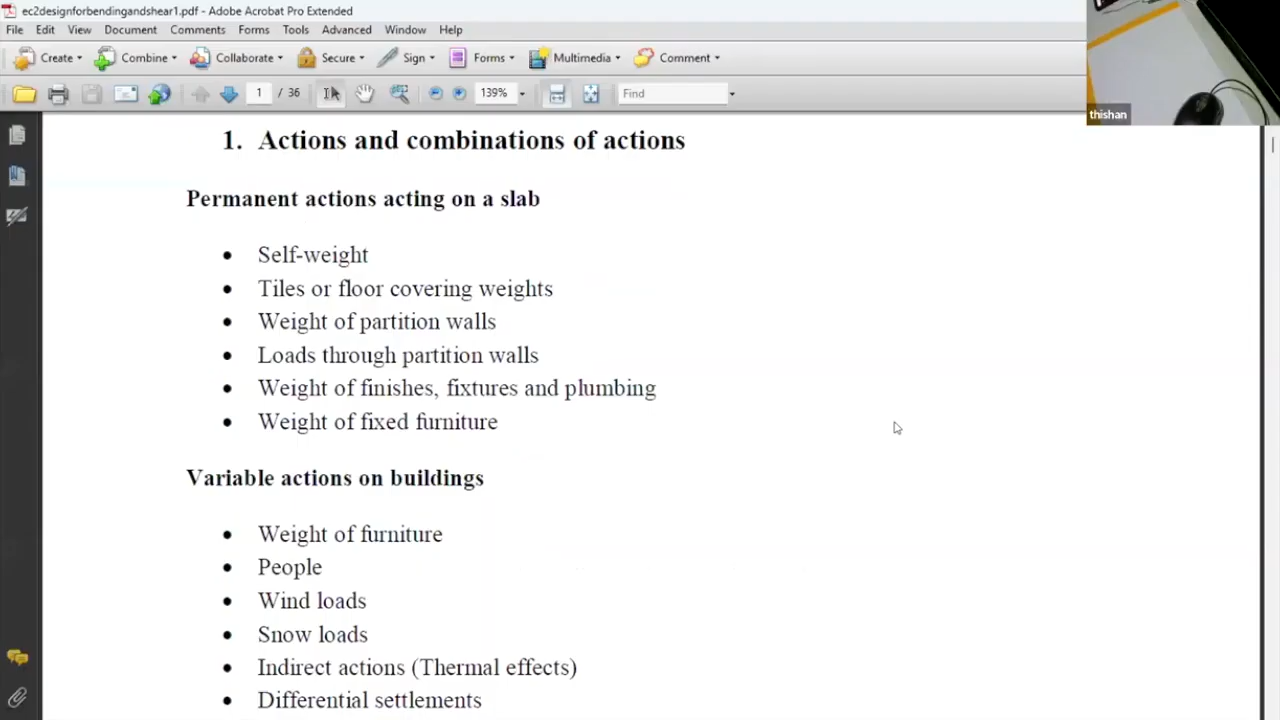 ec2designforbendingandshear1.pdf - Adobe Acrobat Pro Extended
File Edit View Document Comments Forms Tools Advanced Window Help
Create Combine Collaborate Secure Sign Forms Multimedia Comment
1 / 36 139% Find
thishan
1. Actions and combinations of actions
Permanent actions acting on a slab
• Self-weight
• Tiles or floor covering weights
• Weight of partition walls
• Loads through partition walls
• Weight of finishes, fixtures and plumbing
• Weight of fixed furniture
Variable actions on buildings
• Weight of furniture
• People
• Wind loads
• Snow loads
• Indirect actions (Thermal effects)
• Differential settlements